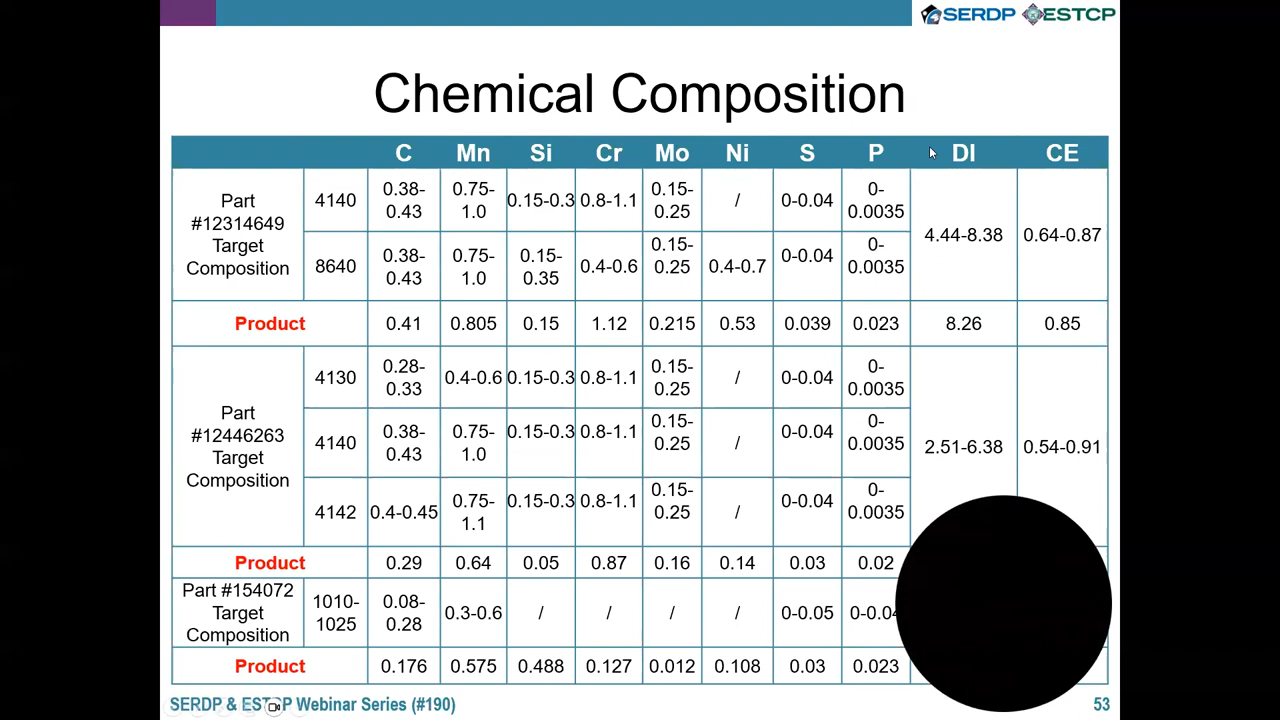 SERDP ESTCP
Chemical Composition
C Mn Si Cr Mo Ni S P DI CE
Part #12314649 Target Composition
4140 0.38-0.43 0.75-1.0 0.15-0.3 0.8-1.1 0.15-0.25 / 0-0.04 0-0.0035 4.44-8.38 0.64-0.87
8640 0.38-0.43 0.75-1.0 0.15-0.35 0.4-0.6 0.15-0.25 0.4-0.7 0-0.04 0-0.0035
Product 0.41 0.805 0.15 1.12 0.215 0.53 0.039 0.023 8.26 0.85
Part #12446263 Target Composition
4130 0.28-0.33 0.4-0.6 0.15-0.3 0.8-1.1 0.15-0.25 / 0-0.04 0-0.0035 2.51-6.38 0.54-0.91
4140 0.38-0.43 0.75-1.0 0.15-0.3 0.8-1.1 0.15-0.25 / 0-0.04 0-0.0035
4142 0.4-0.45 0.75-1.1 0.15-0.3 0.8-1.1 0.15-0.25 / 0-0.04 0-0.0035
Product 0.29 0.64 0.05 0.87 0.16 0.14 0.03 0.02
Part #154072 Target Composition
1010-1025 0.08-0.28 0.3-0.6 / / / / 0-0.05
Product 0.176 0.575 0.488 0.127 0.012 0.108 0.03 0.023
SERDP & ESTCP Webinar Series (#190)
53